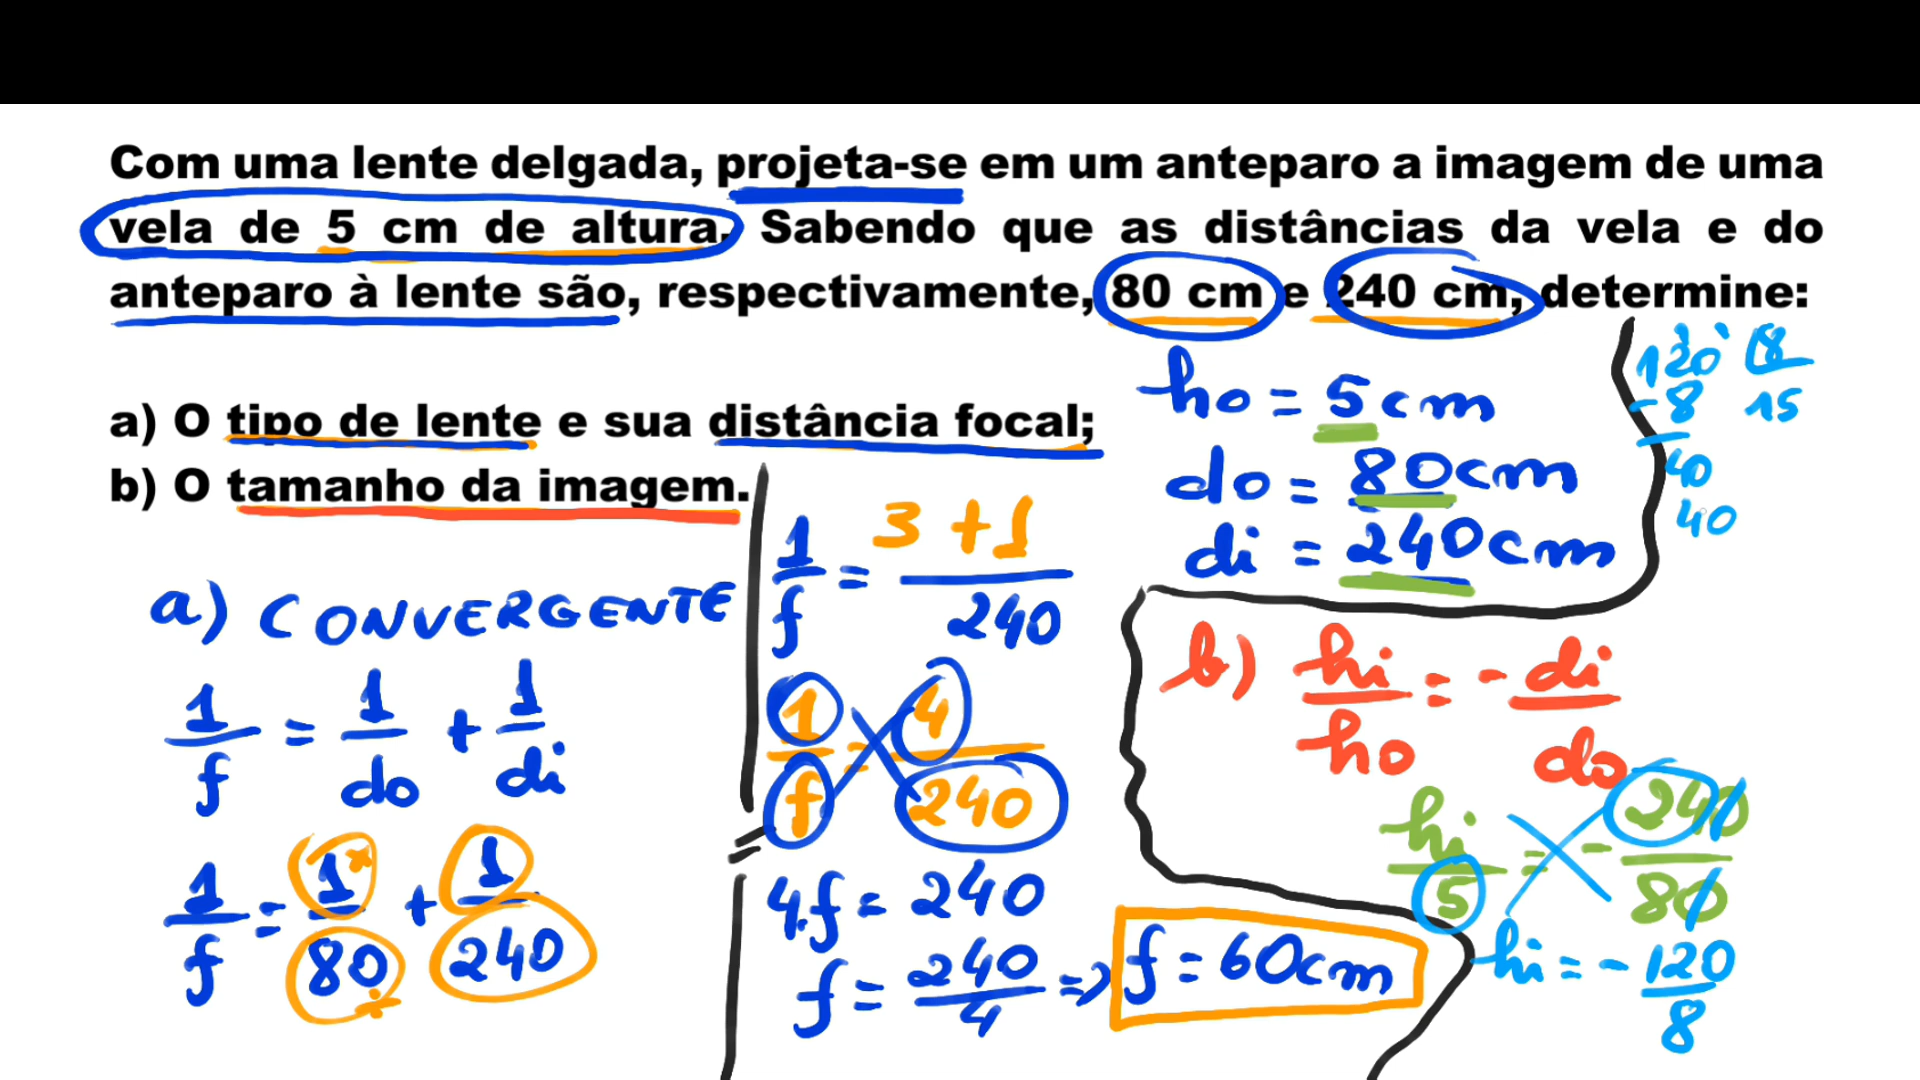 Com uma lente delgada, projeta-se em um anteparo a imagem de uma
vela de 5 cm de altura. Sabendo que as distâncias da vela e do
anteparo à lente são, respectivamente, 80 cm e 240 cm, determine:
a) O tipo de lente e sua distância focal;
b) O tamanho da imagem.
ho = 5cm
do = 80cm
di = 240cm
120 8
-8 15
40
40
a) CONVERGENTE
1/f = 1/do + 1/di
1/f = 1/80 + 1/240
1/f = 3 + 1/240
1/f = 4/240
4.f = 240
f = 240/4 => f = 60cm
b) hi/ho = - di/do
hi/5 = - 240/80
hi = - 120/8